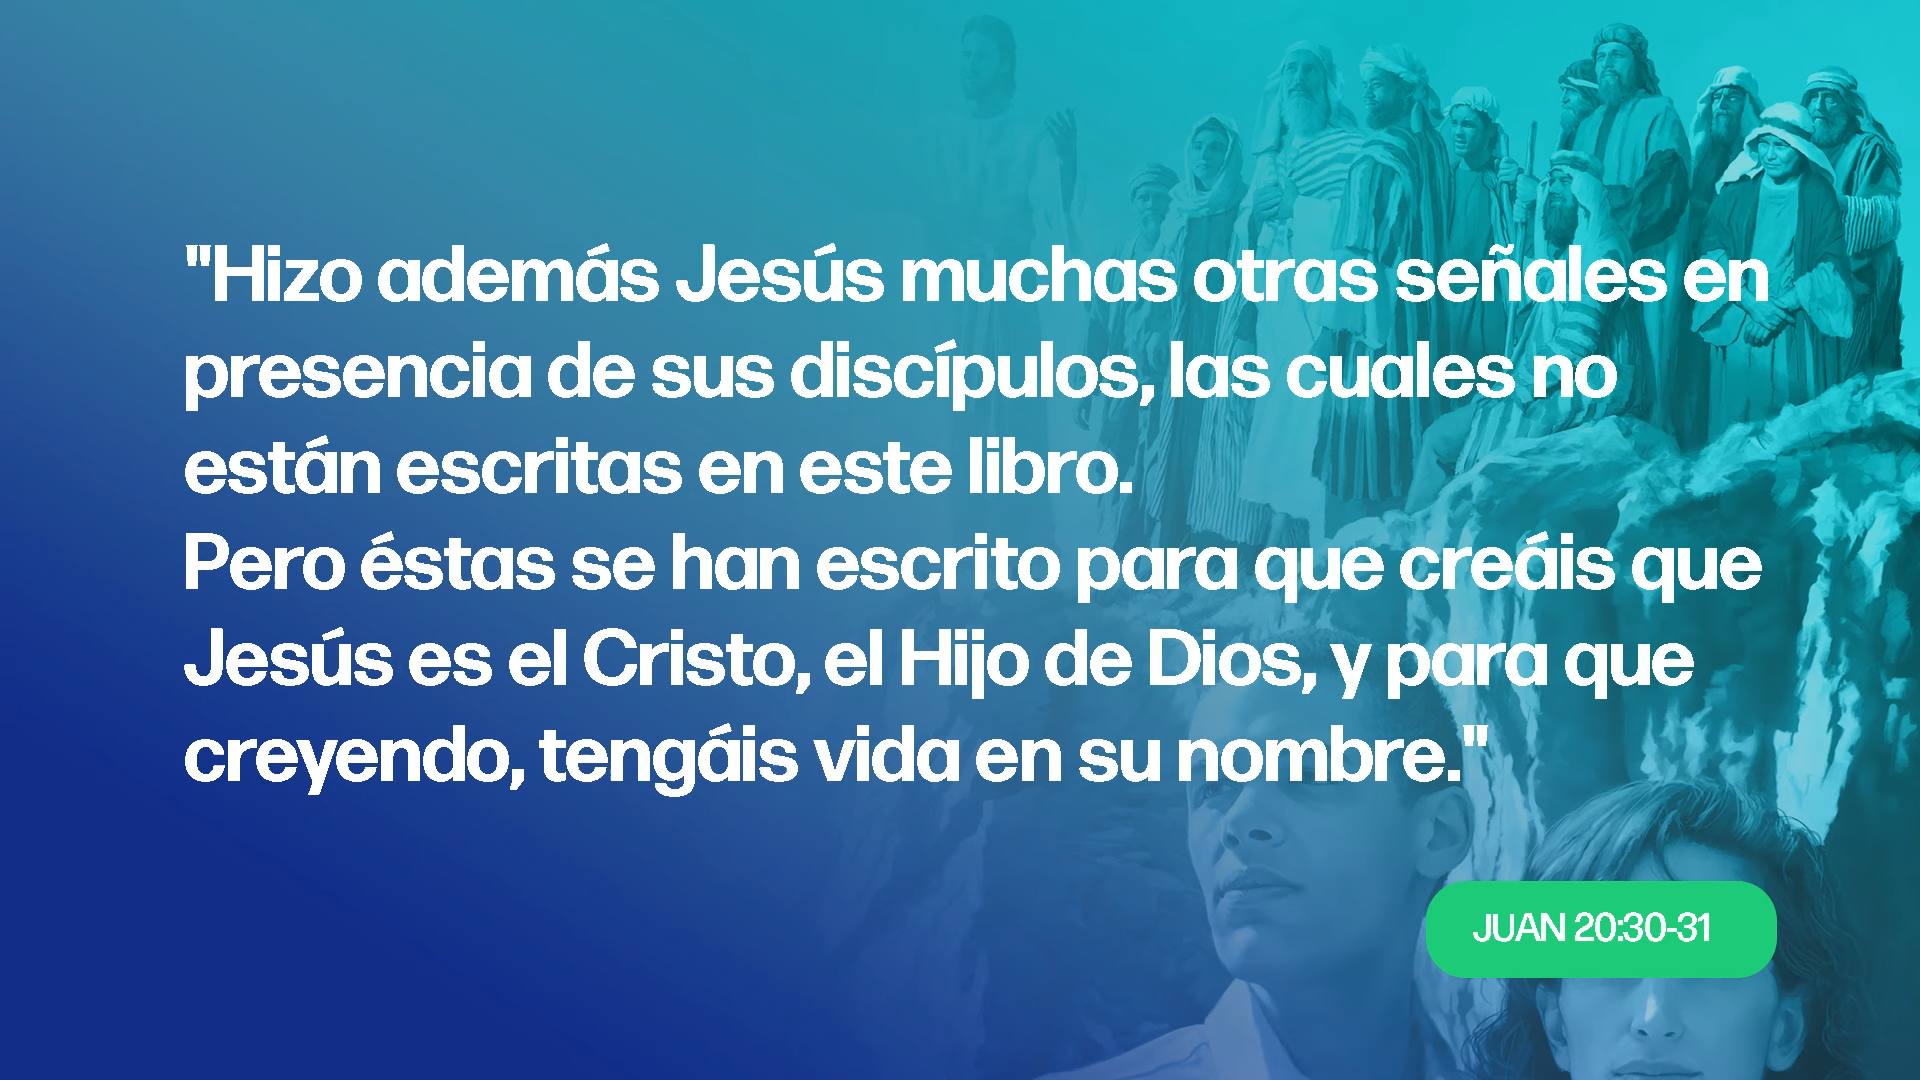 "Hizo además Jesús muchas otras señales en
presencia de sus discípulos, las cuales no
están escritas en este libro.
Pero éstas se han escrito para que creáis que
Jesús es el Cristo, el Hijo de Dios, y para que
creyendo, tengáis vida en su nombre."
JUAN 20:30-31